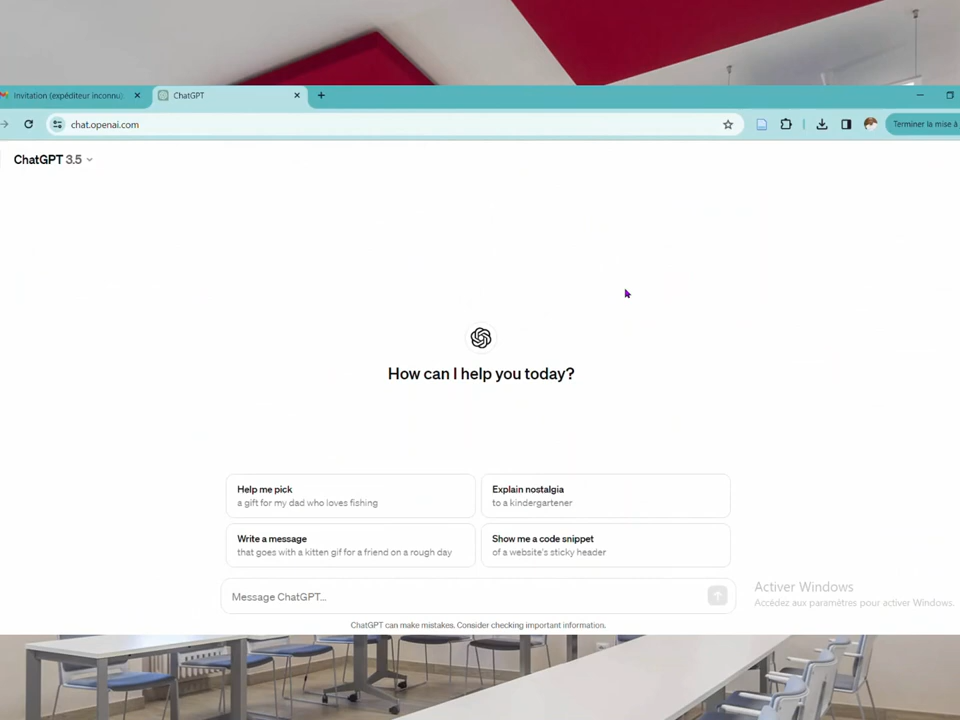 Invitation (expéditeur inconnu)
ChatGPT
chat.openai.com
Terminer la mise à
ChatGPT 3.5
How can I help you today?
Help me pick
a gift for my dad who loves fishing
Explain nostalgia
to a kindergartener
Write a message
that goes with a kitten gif for a friend on a rough day
Show me a code snippet
of a website's sticky header
Message ChatGPT...
Activer Windows
Accédez aux paramètres pour activer Windows.
ChatGPT can make mistakes. Consider checking important information.